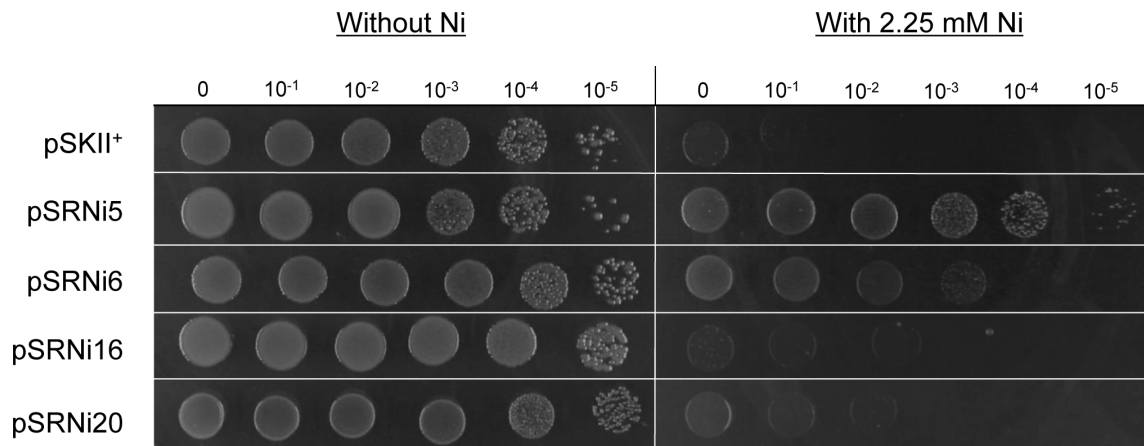 Without Ni With 2.25 mM Ni
0 10⁻¹ 10⁻² 10⁻³ 10⁻⁴ 10⁻⁵ 0 10⁻¹ 10⁻² 10⁻³ 10⁻⁴ 10⁻⁵
pSKII⁺
pSRNi5
pSRNi6
pSRNi16
pSRNi20